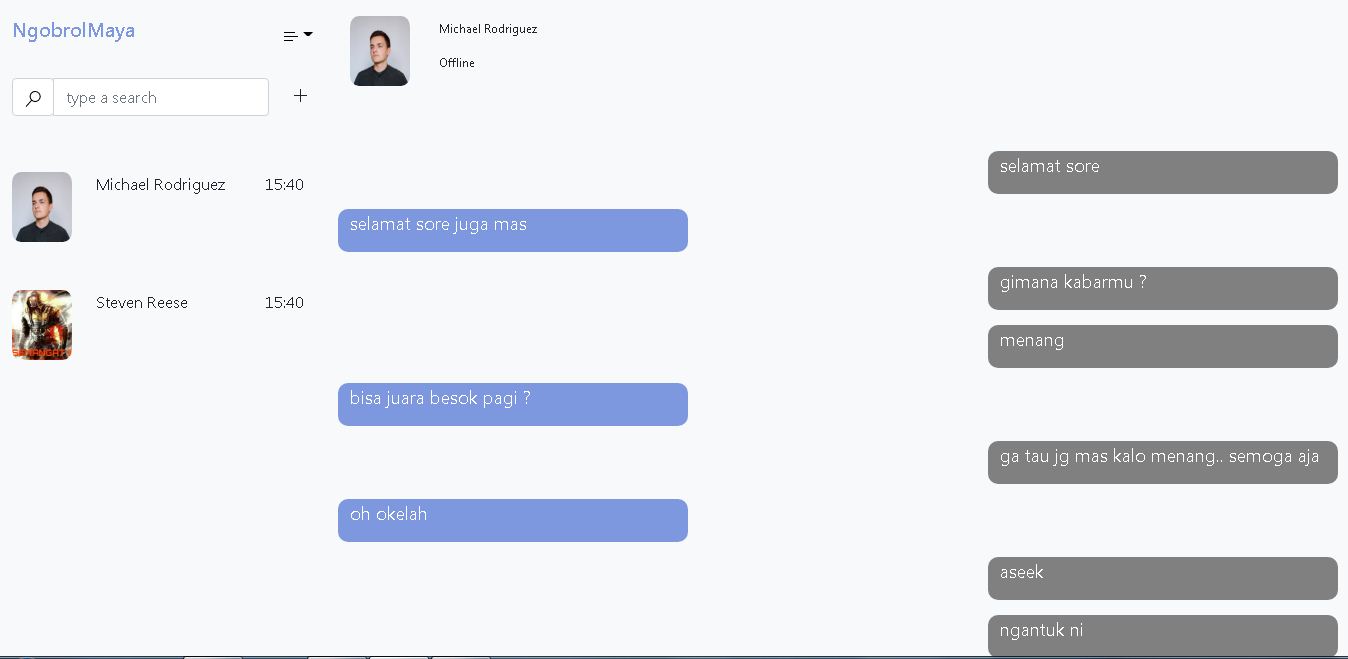 NgobrolMaya
type a search
Michael Rodriguez 15:40
Steven Reese 15:40
Michael Rodriguez
Offline
selamat sore
selamat sore juga mas
gimana kabarmu ?
menang
bisa juara besok pagi ?
ga tau jg mas kalo menang.. semoga aja
oh okelah
aseek
ngantuk ni